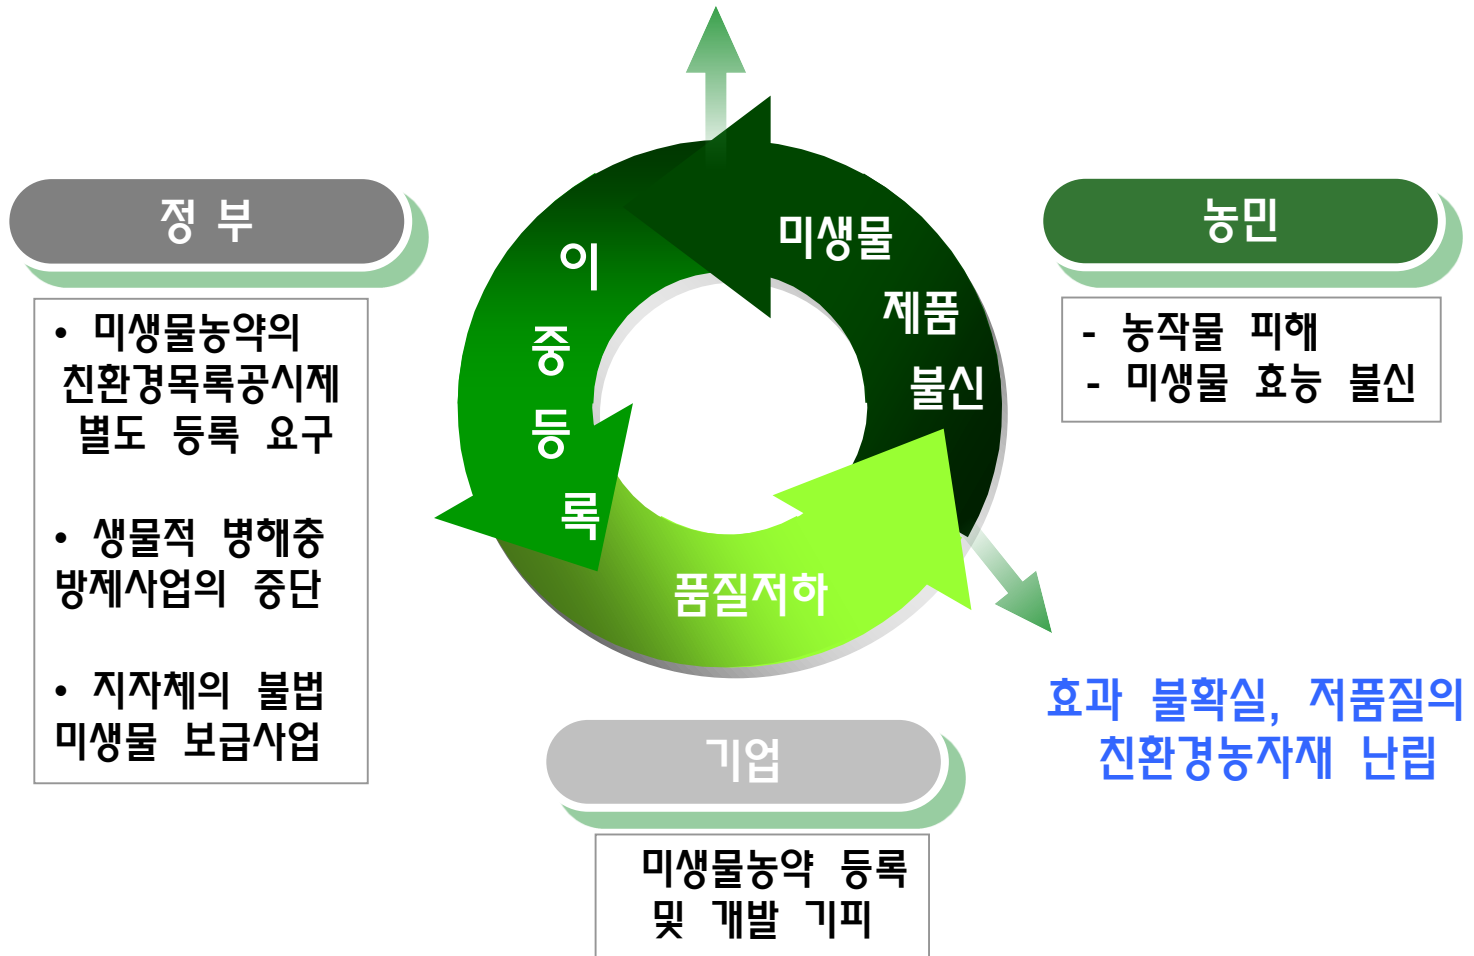 정 부
• 미생물농약의
친환경목록공시제
별도 등록 요구
• 생물적 병해충
방제사업의 중단
• 지자체의 불법
미생물 보급사업
이
중
등
록
미생물
제품
불신
품질저하
농민
- 농작물 피해
- 미생물 효능 불신
효과 불확실, 저품질의
친환경농자재 난립
기업
미생물농약 등록
및 개발 기피